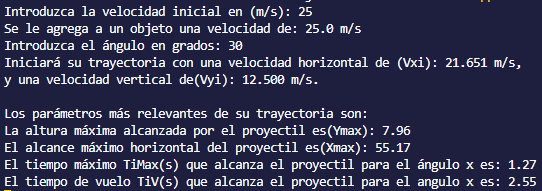 Introduzca la velocidad inicial en (m/s): 25
Se le agrega a un objeto una velocidad de: 25.0 m/s
Introduzca el ángulo en grados: 30
Iniciará su trayectoria con una velocidad horizontal de (Vxi): 21.651 m/s,
y una velocidad vertical de(Vyi): 12.500 m/s.

Los parámetros más relevantes de su trayectoria son:
La altura máxima alcanzada por el proyectil es(Ymax): 7.96
El alcance máximo horizontal del proyectil es(Xmax): 55.17
El tiempo máximo TiMax(s) que alcanza el proyectil para el ángulo x es: 1.27
El tiempo de vuelo TiV(s) que alcanza el proyectil para el ángulo x es: 2.55